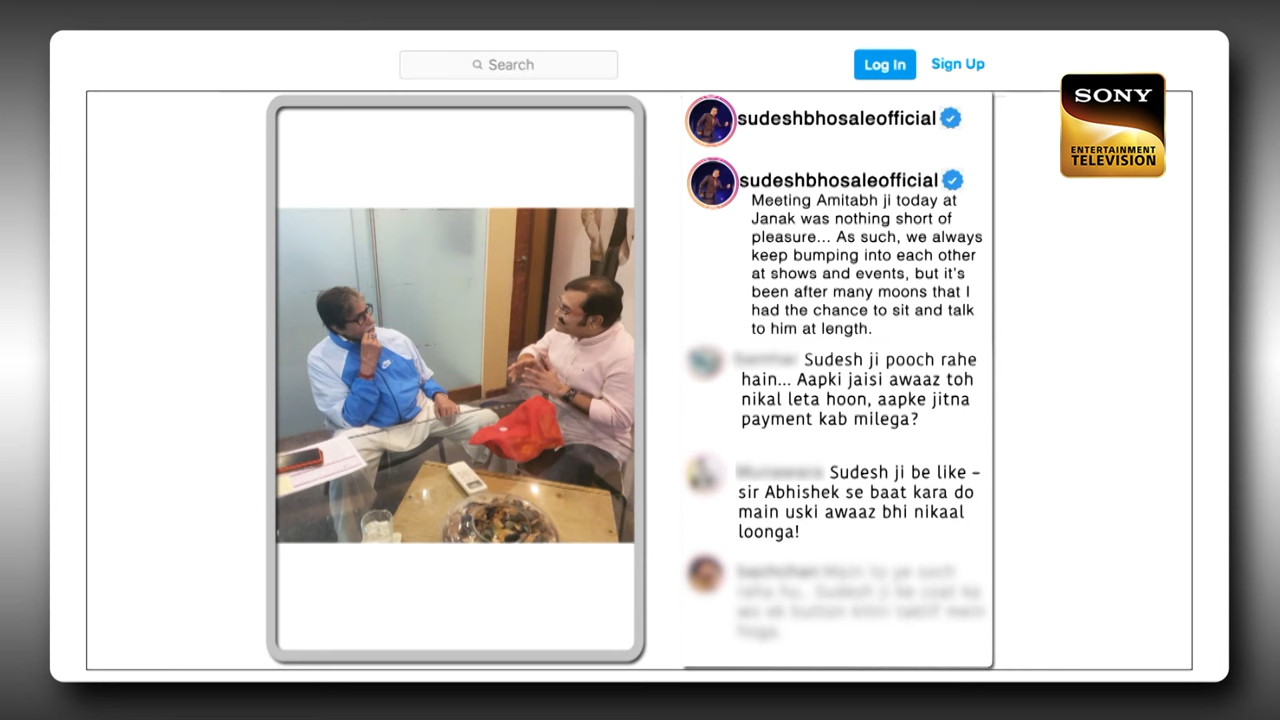 Search
Log In
Sign Up
SONY
ENTERTAINMENT
TELEVISION
sudeshbhosaleofficial
sudeshbhosaleofficial
Meeting Amitabh ji today at
Janak was nothing short of
pleasure... As such, we always
keep bumping into each other
at shows and events, but it's
been after many moons that I
had the chance to sit and talk
to him at length.
Sudesh ji pooch rahe
hain... Aapki jaisi awaaz toh
nikal leta hoon, aapke jitna
payment kab milega?
Sudesh ji be like –
sir Abhishek se baat kara do
main uski awaaz bhi nikaal
loonga!